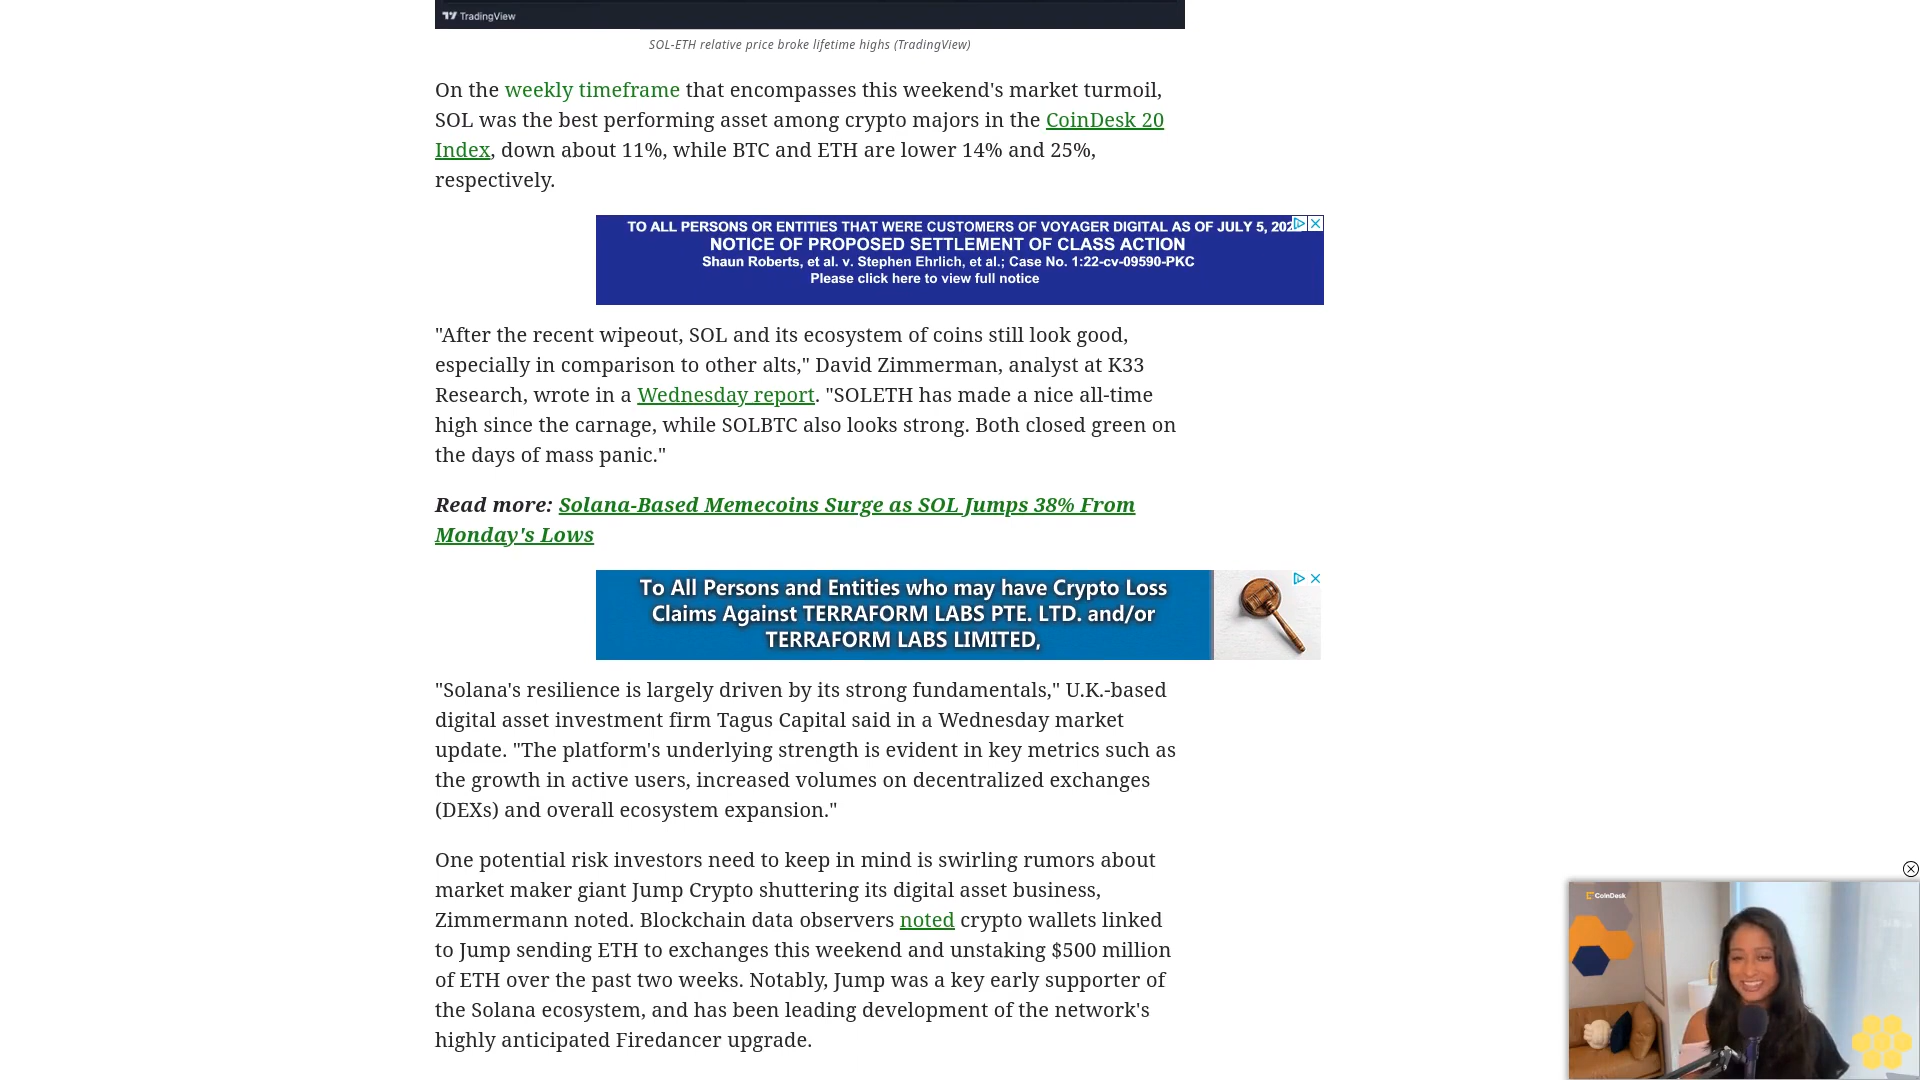 TradingView
SOL-ETH relative price broke lifetime highs (TradingView)
On the weekly timeframe that encompasses this weekend's market turmoil,
SOL was the best performing asset among crypto majors in the CoinDesk 20
Index, down about 11%, while BTC and ETH are lower 14% and 25%,
respectively.
TO ALL PERSONS OR ENTITIES THAT WERE CUSTOMERS OF VOYAGER DIGITAL AS OF JULY 5, 202
NOTICE OF PROPOSED SETTLEMENT OF CLASS ACTION
Shaun Roberts, et al. v. Stephen Ehrlich, et al.; Case No. 1:22-cv-09590-PKC
Please click here to view full notice
"After the recent wipeout, SOL and its ecosystem of coins still look good,
especially in comparison to other alts," David Zimmerman, analyst at K33
Research, wrote in a Wednesday report. "SOLETH has made a nice all-time
high since the carnage, while SOLBTC also looks strong. Both closed green on
the days of mass panic."
Read more: Solana-Based Memecoins Surge as SOL Jumps 38% From
Monday's Lows
To All Persons and Entities who may have Crypto Loss
Claims Against TERRAFORM LABS PTE. LTD. and/or
TERRAFORM LABS LIMITED,
"Solana's resilience is largely driven by its strong fundamentals," U.K.-based
digital asset investment firm Tagus Capital said in a Wednesday market
update. "The platform's underlying strength is evident in key metrics such as
the growth in active users, increased volumes on decentralized exchanges
(DEXs) and overall ecosystem expansion."
One potential risk investors need to keep in mind is swirling rumors about
market maker giant Jump Crypto shuttering its digital asset business,
Zimmermann noted. Blockchain data observers noted crypto wallets linked
to Jump sending ETH to exchanges this weekend and unstaking $500 million
of ETH over the past two weeks. Notably, Jump was a key early supporter of
the Solana ecosystem, and has been leading development of the network's
highly anticipated Firedancer upgrade.
CoinDesk